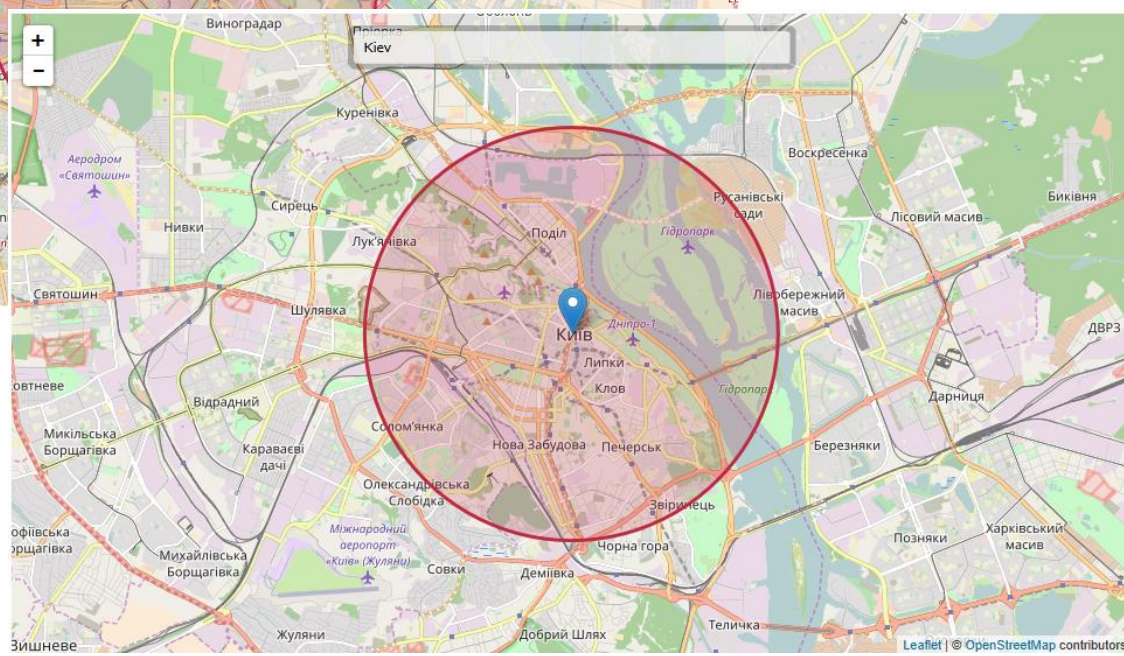 Виноградар
+
−
Kiev
Куренівка
Аеродром
«Святошин»
Воскресенка
Биківня
Сирець
Русанівські
сади
Лісовий масив
Нивки
Поділ
Гідропарк
Лук'янівка
Святошин
Шулявка
Лівобережний
масив
Дніпро-1
Київ
ДВРЗ
Липки
Клов
Гідропарк
Відрадний
Дарниця
Солом'янка
Микільська
Борщагівка
Караваєві
дачі
Нова Забудова
Печерськ
Березняки
Олександрівська
Слобідка
Звіринець
Міжнародний
аеропорт
«Київ» (Жуляни)
Чорна гора
Позняки
Харківський
масив
Михайлівська
Борщагівка
Совки
Деміївка
Теличка
Жуляни
Добрий Шлях
Вишневе
Leaflet | © OpenStreetMap contributors